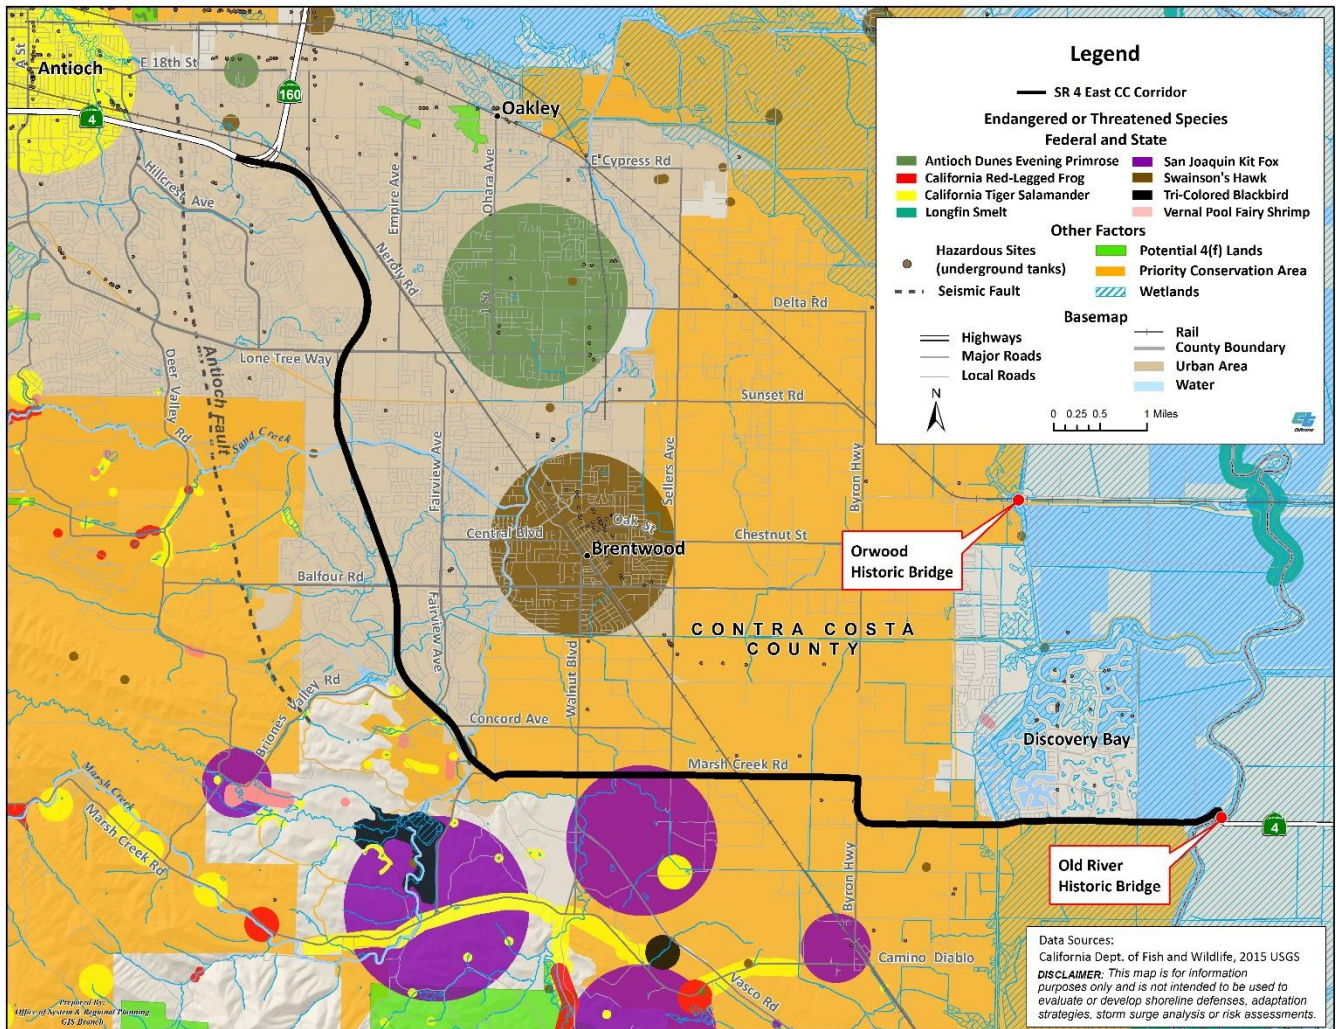 A St
Antioch
E 18th St
160
4
Oakley
E Cypress Rd
Hillcrest Ave
Empire Ave
Ohara Ave
Neroly Rd
Delta Rd
Lone Tree Way
Deer Valley Rd
Antioch Fault
Sand Creek
Sunset Rd
Fairview Ave
Sellers Ave
Byron Hwy
Oak St
Central Blvd
Brentwood
Chestnut St
Balfour Rd
Fairview Ave
CONTRA COSTA
COUNTY
Walnut Blvd
Briones Valley Rd
Concord Ave
Marsh Creek Rd
Discovery Bay
Marsh Creek
Marsh Creek Rd
Byron Hwy
4
Camino Diablo
Vasco Rd
Orwood
Historic Bridge
Old River
Historic Bridge
Legend
SR 4 East CC Corridor
Endangered or Threatened Species
Federal and State
Antioch Dunes Evening Primrose
California Red-Legged Frog
California Tiger Salamander
Longfin Smelt
San Joaquin Kit Fox
Swainson's Hawk
Tri-Colored Blackbird
Vernal Pool Fairy Shrimp
Other Factors
Hazardous Sites
(underground tanks)
Seismic Fault
Potential 4(f) Lands
Priority Conservation Area
Wetlands
Basemap
Highways
Major Roads
Local Roads
Rail
County Boundary
Urban Area
Water
N
0 0.25 0.5 1 Miles
Data Sources:
California Dept. of Fish and Wildlife, 2015 USGS
DISCLAIMER: This map is for information
purposes only and is not intended to be used to
evaluate or develop shoreline defenses, adaptation
strategies, storm surge analysis or risk assessments.
Prepared By:
Office of System & Regional Planning
GIS Branch